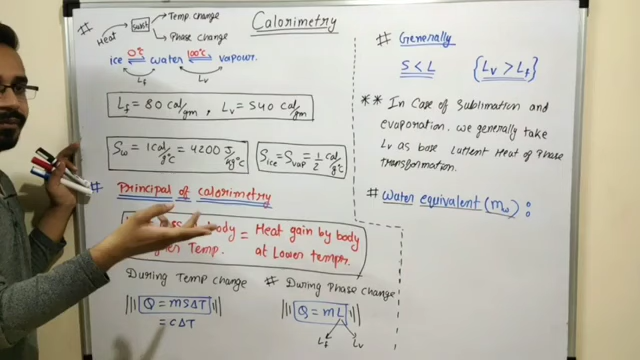 Calorimetry
# Heat → Subst → Temp change
→ Phase change
ice ⇌ 0°C water ⇌ 100°C vapour.
Lf Lv
Lf = 80 Cal/gm , Lv = 540 Cal/gm
Sw = 1 Cal/g°C = 4200 J/kg°C
Sice = Svap = 1/2 Cal/g°C
# Principal of calorimetry
body = Heat gain by body
Temp. at Lower tempr.
During Temp change
Q = mSΔT
= CΔT
# During Phase change
Q = mL
Lf Lv
# Generally
S < L {Lv > Lf}
** In Case of Sublimation and
evaporation, we generally take
Lv as base Lattent Heat of Phase
transformation.
# Water equivalent (mw) :